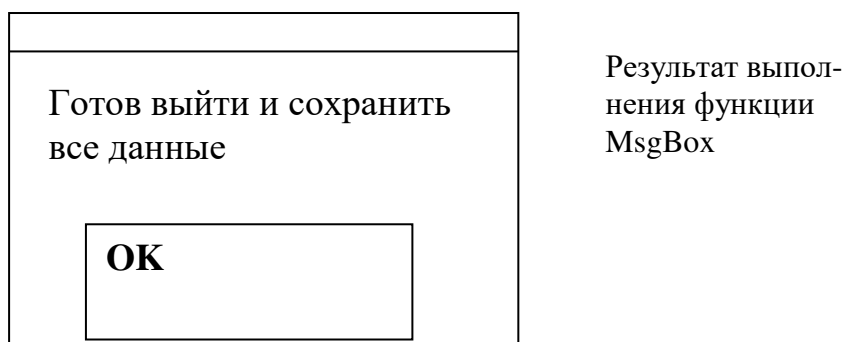 Готов выйти и сохранить
все данные
OK
Результат выпол-
нения функции
MsgBox